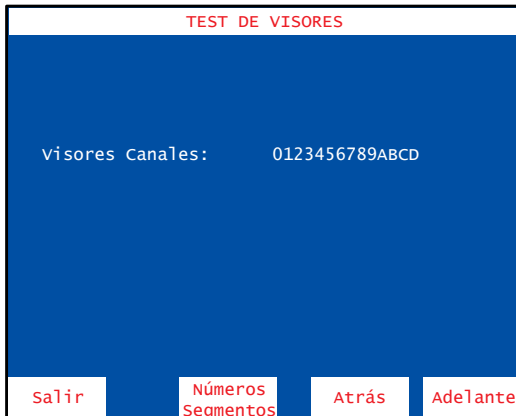 TEST DE VISORES
Visores Canales: 0123456789ABCD
Salir
Números
Segmentos
Atrás
Adelante